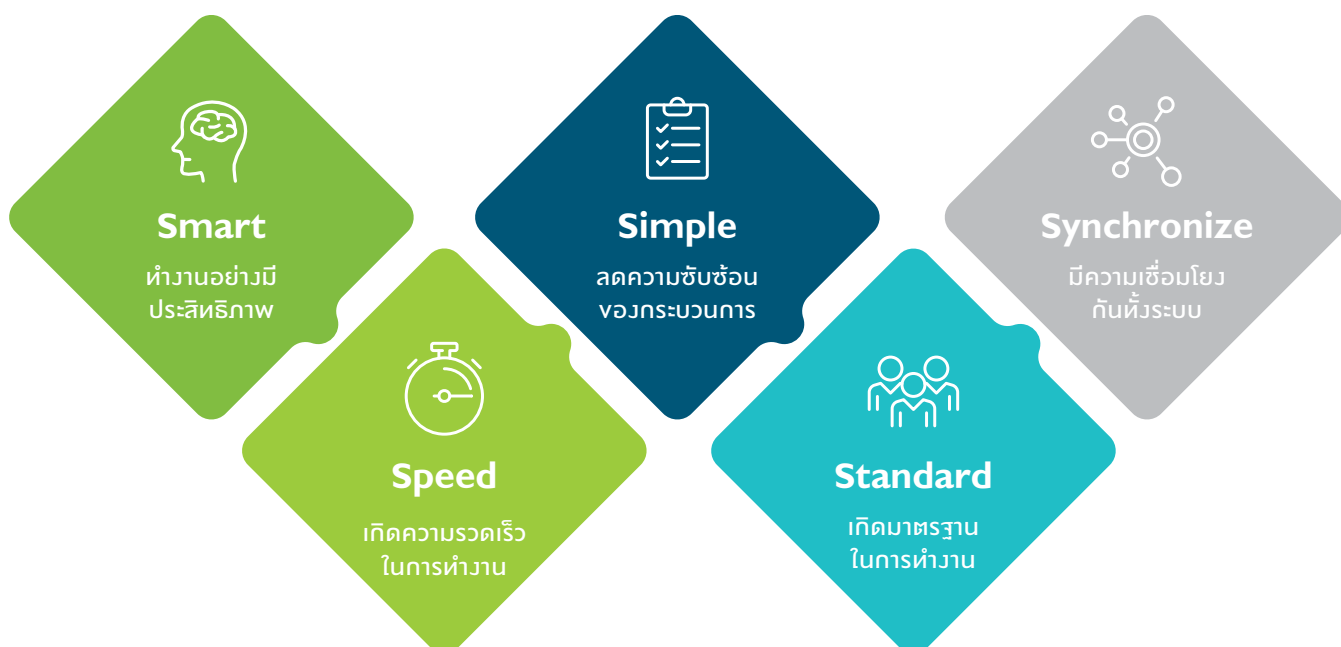 Smart
ทำงานอย่างมี
ประสิทธิภาพ
Speed
เกิดความรวดเร็ว
ในการทำงาน
Simple
ลดความซับซ้อน
ของกระบวนการ
Standard
เกิดมาตรฐาน
ในการทำงาน
Synchronize
มีความเชื่อมโยง
กันทั้งระบบ